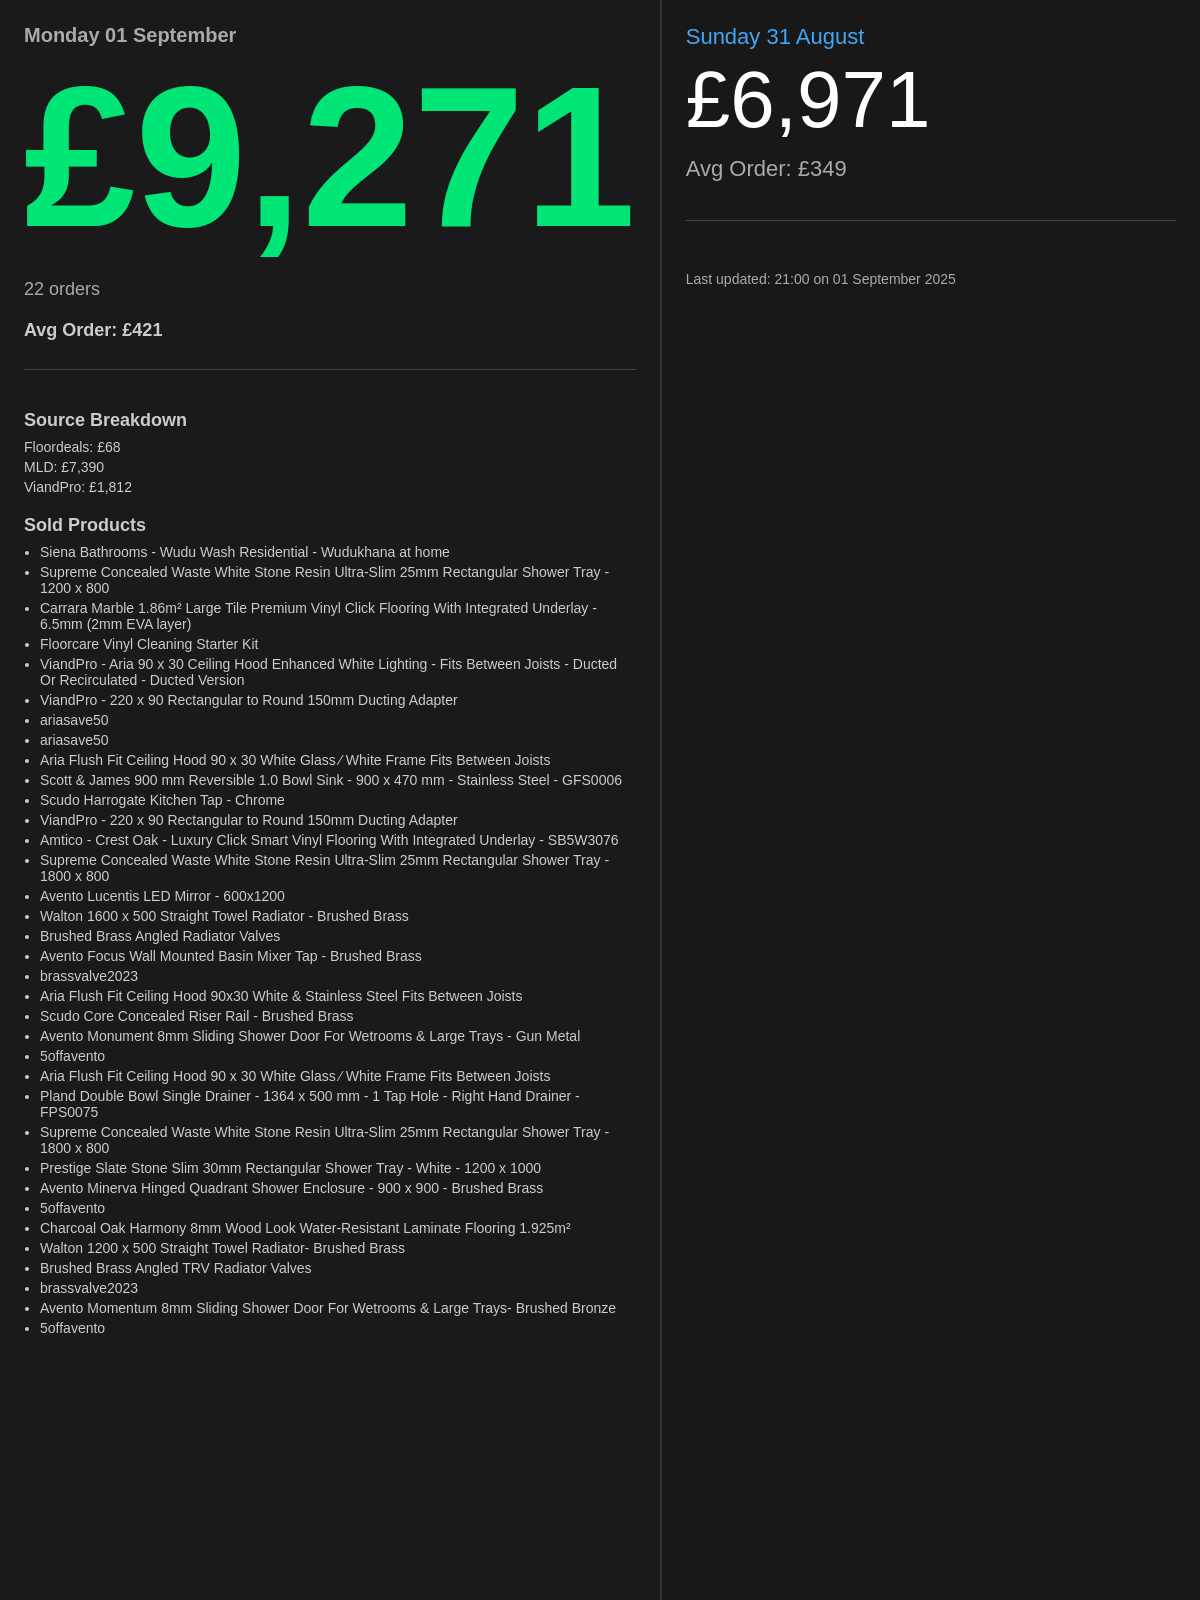 Monday 01 September
£9,271
22 orders
Avg Order: £421
Source Breakdown
Floordeals: £68
MLD: £7,390
ViandPro: £1,812
Sold Products
• Siena Bathrooms - Wudu Wash Residential - Wudukhana at home
• Supreme Concealed Waste White Stone Resin Ultra-Slim 25mm Rectangular Shower Tray -
1200 x 800
• Carrara Marble 1.86m² Large Tile Premium Vinyl Click Flooring With Integrated Underlay -
6.5mm (2mm EVA layer)
• Floorcare Vinyl Cleaning Starter Kit
• ViandPro - Aria 90 x 30 Ceiling Hood Enhanced White Lighting - Fits Between Joists - Ducted
Or Recirculated - Ducted Version
• ViandPro - 220 x 90 Rectangular to Round 150mm Ducting Adapter
• ariasave50
• ariasave50
• Aria Flush Fit Ceiling Hood 90 x 30 White Glass ⁄ White Frame Fits Between Joists
• Scott & James 900 mm Reversible 1.0 Bowl Sink - 900 x 470 mm - Stainless Steel - GFS0006
• Scudo Harrogate Kitchen Tap - Chrome
• ViandPro - 220 x 90 Rectangular to Round 150mm Ducting Adapter
• Amtico - Crest Oak - Luxury Click Smart Vinyl Flooring With Integrated Underlay - SB5W3076
• Supreme Concealed Waste White Stone Resin Ultra-Slim 25mm Rectangular Shower Tray -
1800 x 800
• Avento Lucentis LED Mirror - 600x1200
• Walton 1600 x 500 Straight Towel Radiator - Brushed Brass
• Brushed Brass Angled Radiator Valves
• Avento Focus Wall Mounted Basin Mixer Tap - Brushed Brass
• brassvalve2023
• Aria Flush Fit Ceiling Hood 90x30 White & Stainless Steel Fits Between Joists
• Scudo Core Concealed Riser Rail - Brushed Brass
• Avento Monument 8mm Sliding Shower Door For Wetrooms & Large Trays - Gun Metal
• 5offavento
• Aria Flush Fit Ceiling Hood 90 x 30 White Glass ⁄ White Frame Fits Between Joists
• Pland Double Bowl Single Drainer - 1364 x 500 mm - 1 Tap Hole - Right Hand Drainer -
FPS0075
• Supreme Concealed Waste White Stone Resin Ultra-Slim 25mm Rectangular Shower Tray -
1800 x 800
• Prestige Slate Stone Slim 30mm Rectangular Shower Tray - White - 1200 x 1000
• Avento Minerva Hinged Quadrant Shower Enclosure - 900 x 900 - Brushed Brass
• 5offavento
• Charcoal Oak Harmony 8mm Wood Look Water-Resistant Laminate Flooring 1.925m²
• Walton 1200 x 500 Straight Towel Radiator- Brushed Brass
• Brushed Brass Angled TRV Radiator Valves
• brassvalve2023
• Avento Momentum 8mm Sliding Shower Door For Wetrooms & Large Trays- Brushed Bronze
• 5offavento
Sunday 31 August
£6,971
Avg Order: £349
Last updated: 21:00 on 01 September 2025